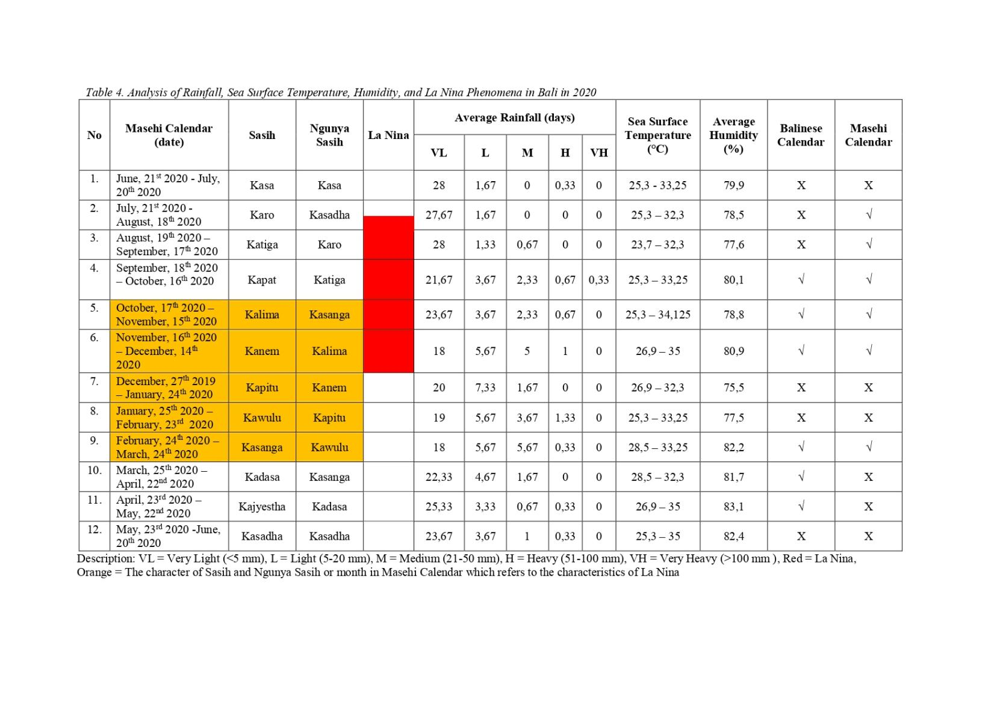 Table 4. Analysis of Rainfall, Sea Surface Temperature, Humidity, and La Nina Phenomena in Bali in 2020
No | Masehi Calendar (date) | Sasih | Ngunya Sasih | La Nina | Average Rainfall (days) | Sea Surface Temperature (°C) | Average Humidity (%) | Balinese Calendar | Masehi Calendar
VL | L | M | H | VH
1. | June, 21st 2020 - July, 20th 2020 | Kasa | Kasa | | 28 | 1,67 | 0 | 0,33 | 0 | 25,3 - 33,25 | 79,9 | X | X
2. | July, 21st 2020 - August, 18th 2020 | Karo | Kasadha | | 27,67 | 1,67 | 0 | 0 | 0 | 25,3 – 32,3 | 78,5 | X | √
3. | August, 19th 2020 – September, 17th 2020 | Katiga | Karo | | 28 | 1,33 | 0,67 | 0 | 0 | 23,7 – 32,3 | 77,6 | X | √
4. | September, 18th 2020 – October, 16th 2020 | Kapat | Katiga | | 21,67 | 3,67 | 2,33 | 0,67 | 0,33 | 25,3 – 33,25 | 80,1 | √ | √
5. | October, 17th 2020 – November, 15th 2020 | Kalima | Kasanga | | 23,67 | 3,67 | 2,33 | 0,67 | 0 | 25,3 – 34,125 | 78,8 | √ | √
6. | November, 16th 2020 – December, 14th 2020 | Kanem | Kalima | | 18 | 5,67 | 5 | 1 | 0 | 26,9 – 35 | 80,9 | √ | √
7. | December, 27th 2019 – January, 24th 2020 | Kapitu | Kanem | | 20 | 7,33 | 1,67 | 0 | 0 | 26,9 – 32,3 | 75,5 | X | X
8. | January, 25th 2020 – February, 23rd 2020 | Kawulu | Kapitu | | 19 | 5,67 | 3,67 | 1,33 | 0 | 25,3 – 33,25 | 77,5 | X | X
9. | February, 24th 2020 – March, 24th 2020 | Kasanga | Kawulu | | 18 | 5,67 | 5,67 | 0,33 | 0 | 28,5 – 33,25 | 82,2 | √ | √
10. | March, 25th 2020 – April, 22nd 2020 | Kadasa | Kasanga | | 22,33 | 4,67 | 1,67 | 0 | 0 | 28,5 – 32,3 | 81,7 | √ | X
11. | April, 23rd 2020 – May, 22nd 2020 | Kajyestha | Kadasa | | 25,33 | 3,33 | 0,67 | 0,33 | 0 | 26,9 – 35 | 83,1 | √ | X
12. | May, 23rd 2020 -June, 20th 2020 | Kasadha | Kasadha | | 23,67 | 3,67 | 1 | 0,33 | 0 | 25,3 – 35 | 82,4 | X | X
Description: VL = Very Light (<5 mm), L = Light (5-20 mm), M = Medium (21-50 mm), H = Heavy (51-100 mm), VH = Very Heavy (>100 mm ), Red = La Nina,
Orange = The character of Sasih and Ngunya Sasih or month in Masehi Calendar which refers to the characteristics of La Nina